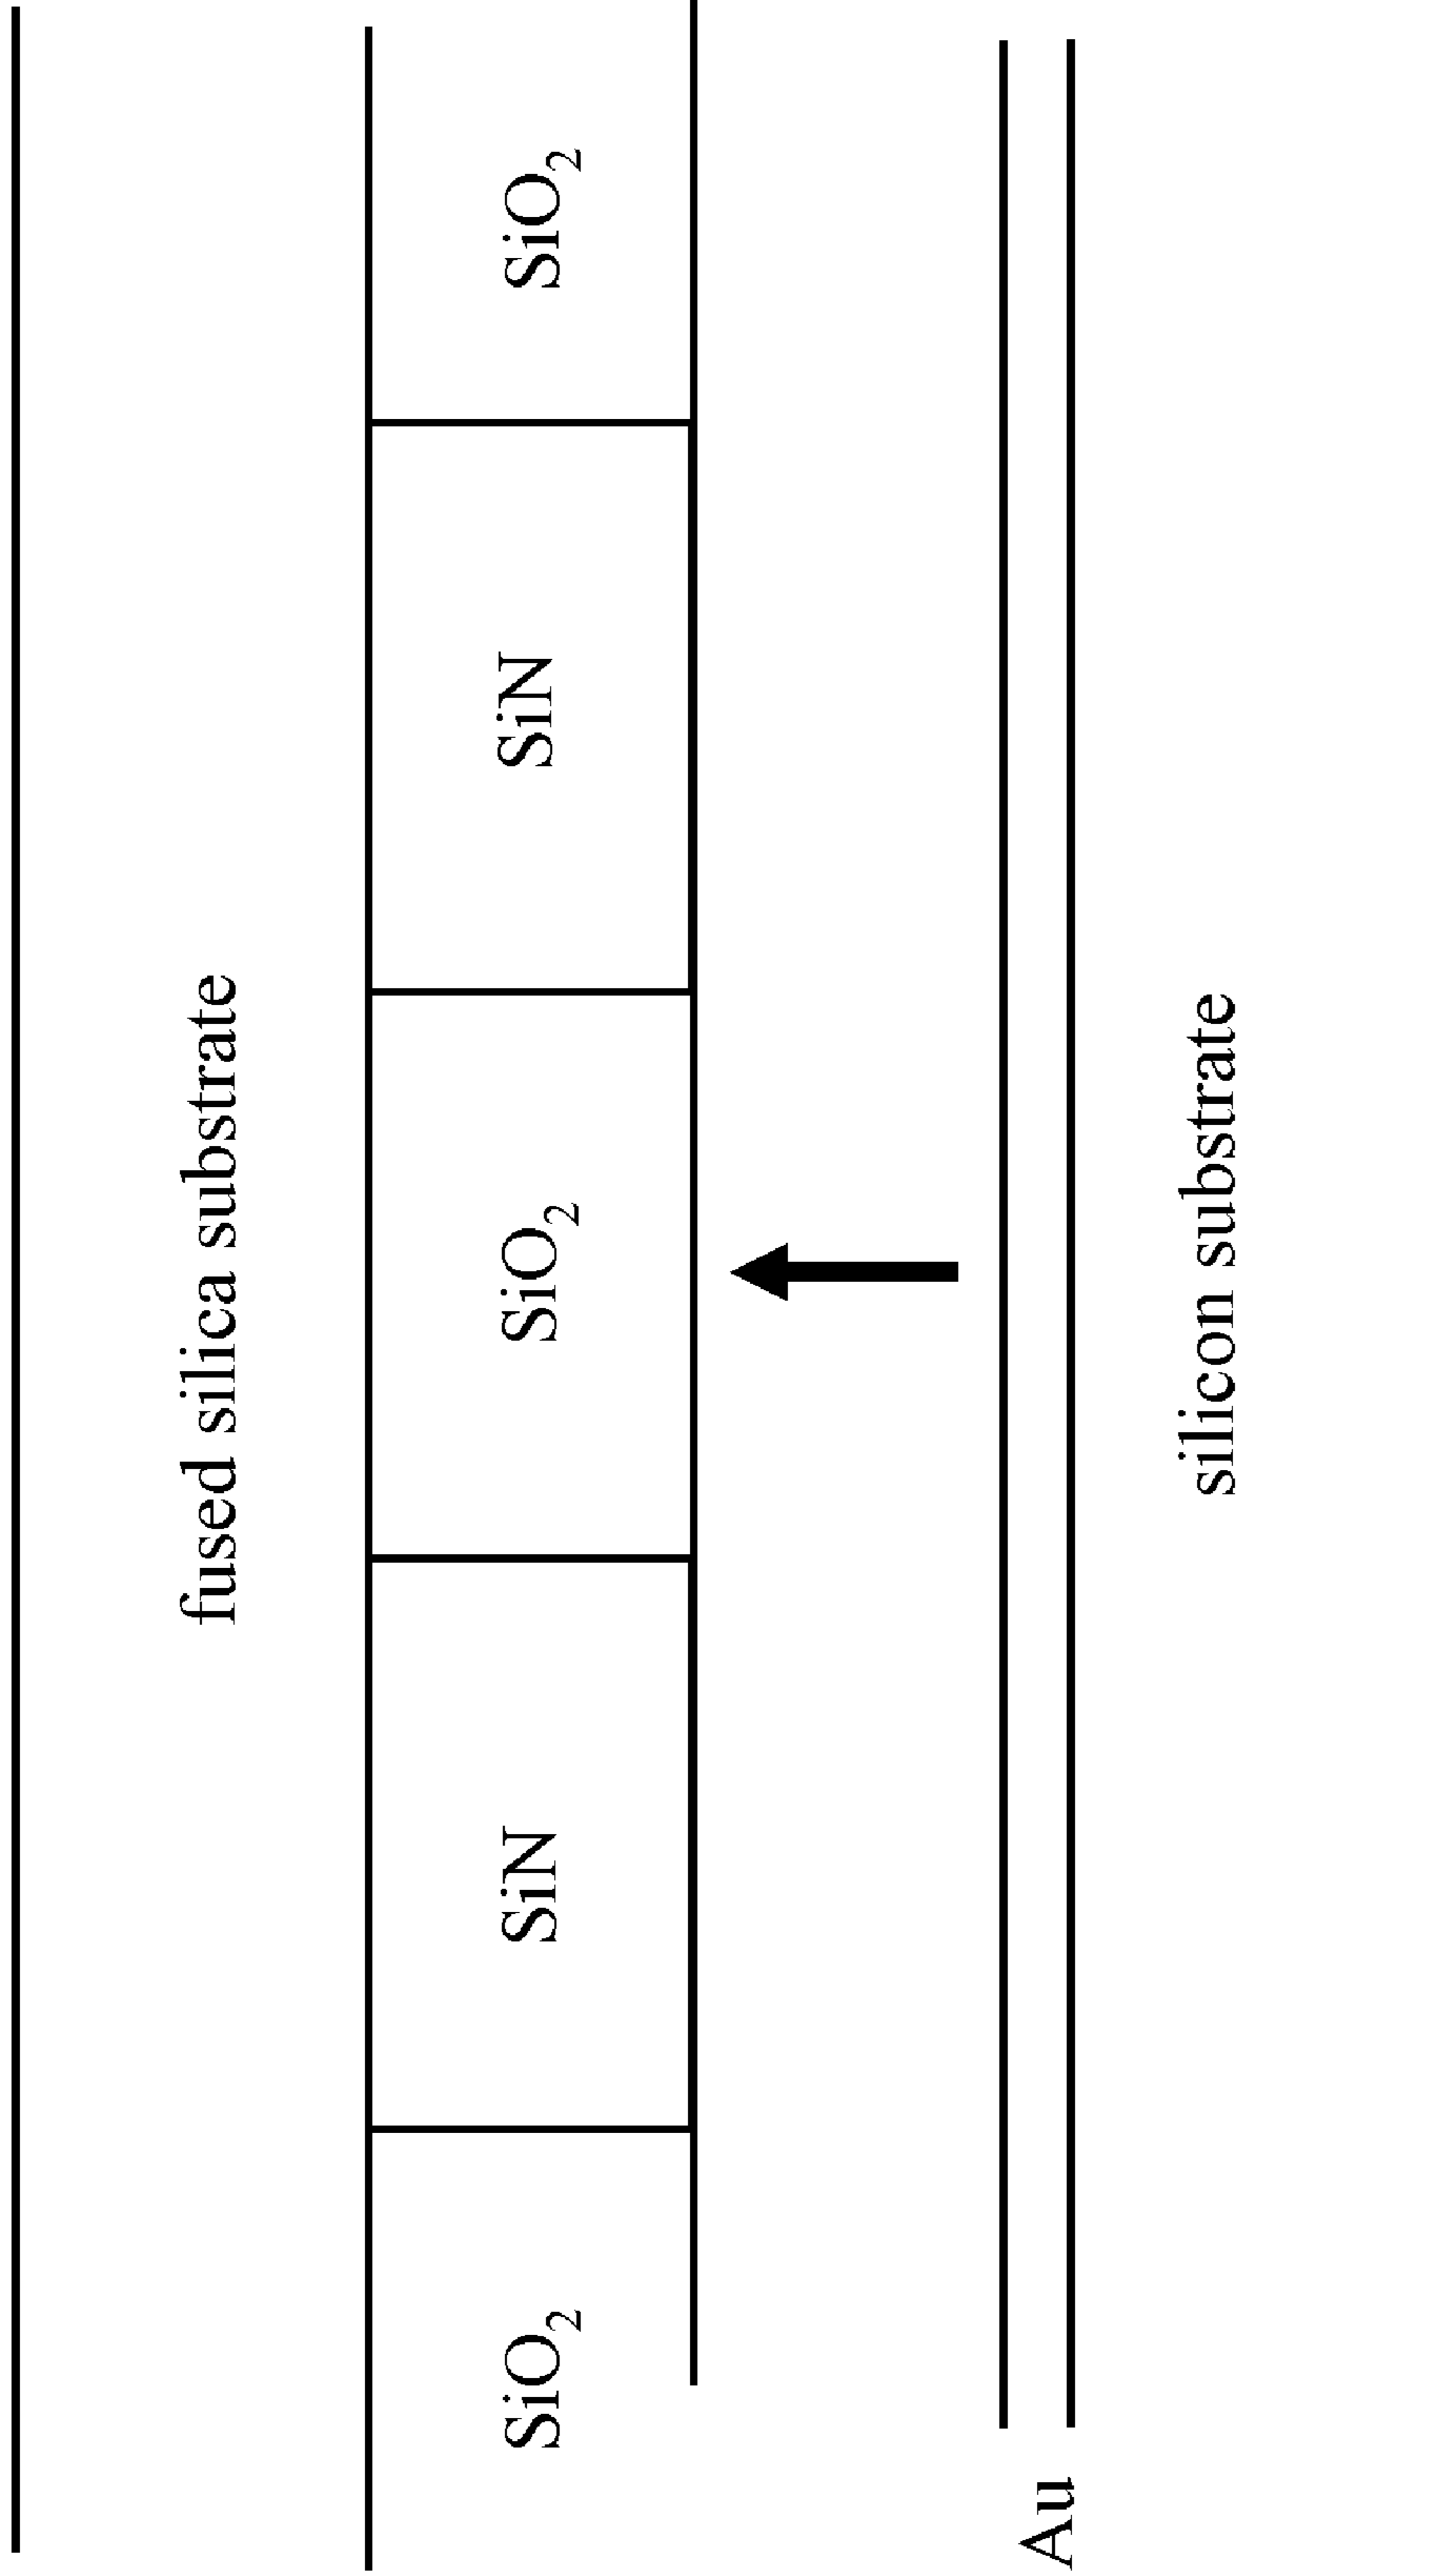 fused silica substrate
SiO₂
SiN
SiO₂
SiN
SiO₂
Au
silicon substrate